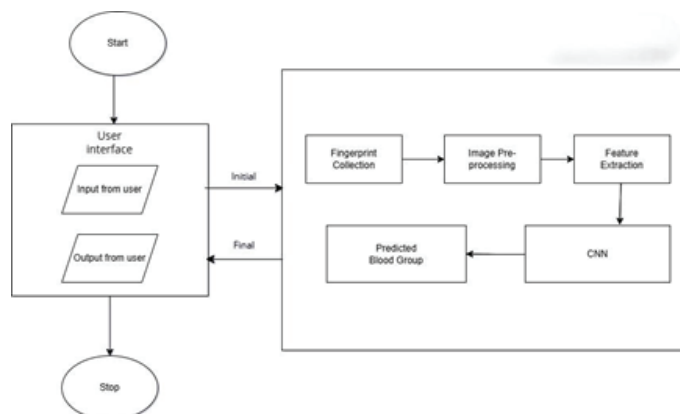 Start
User
interface
Input from user
Output from user
Stop
Initial
Final
Fingerprint
Collection
Image Pre-
processing
Feature
Extraction
CNN
Predicted
Blood Group